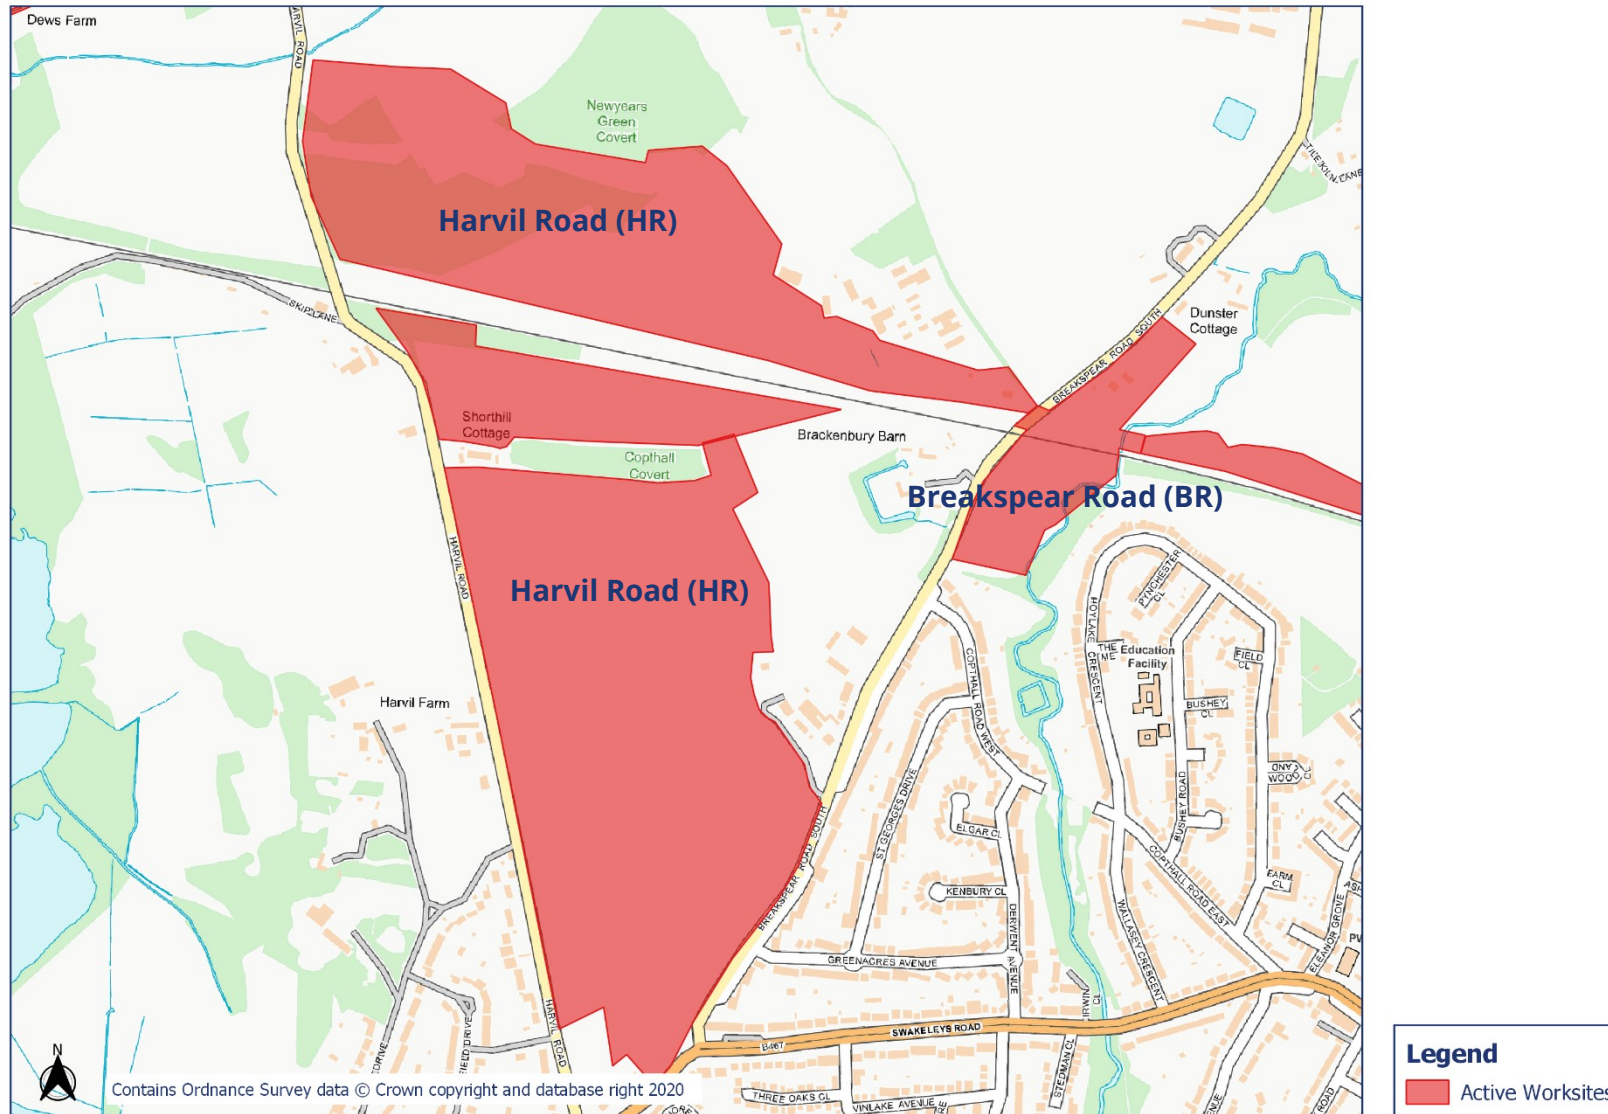 Dews Farm
ARVIL ROAD
Newyears
Green
Covert
TILE KILN LANE
Harvil Road (HR)
SKIP LANE
Dunster
Cottage
BREAKSPEAR ROAD SOUTH
Shorthill
Cottage
Brackenbury Barn
Copthall
Covert
Breakspear Road (BR)
HARVIL ROAD
Harvil Road (HR)
PYNCHESTER
CL
HOYLAKE CRESCENT
THE
Education
Facility
FIELD
CL
COPTHALL ROAD WEST
Harvil Farm
BUSHEY
CL
ST GEORGES DRIVE
BUSHEY ROAD
ELGAR CL
BREAKSPEAR ROAD SOUTH
COPTHALL ROAD EAST
FARM
CL
KENBURY CL
DERWENT AVENUE
WALLASEY CRESCENT
ELEANOR GROVE
GREENACRES AVENUE
IRWIN
CL
HARVIL ROAD
SWAKELEYS ROAD
B467
STEDMAN CL
N
Contains Ordnance Survey data © Crown copyright and database right 2020
THREE OAKS CL
VINLAKE AVENUE
ROAD
Legend
Active Worksites